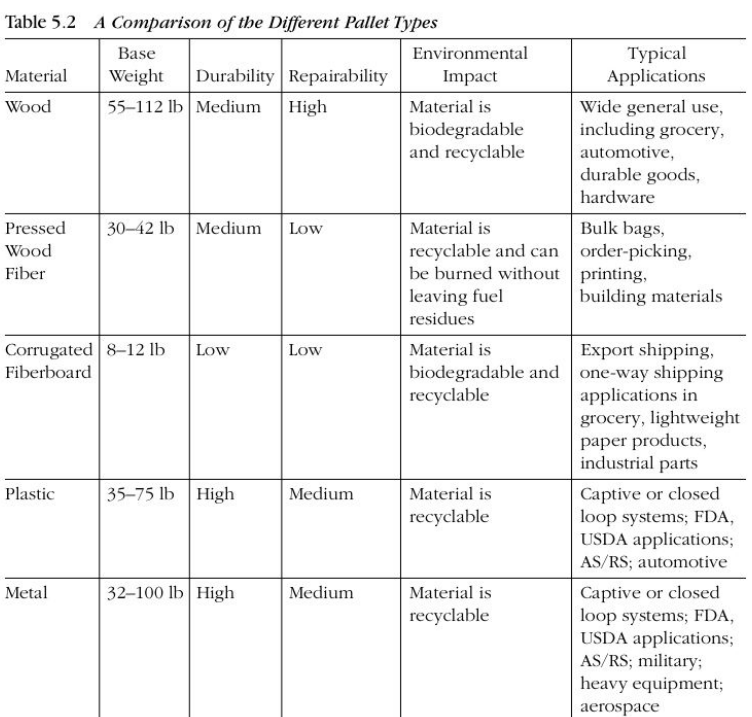 Table 5.2 A Comparison of the Different Pallet Types
Material Base Weight Durability Repairability Environmental Impact Typical Applications
Wood 55–112 lb Medium High Material is biodegradable and recyclable Wide general use, including grocery, automotive, durable goods, hardware
Pressed Wood Fiber 30–42 lb Medium Low Material is recyclable and can be burned without leaving fuel residues Bulk bags, order-picking, printing, building materials
Corrugated Fiberboard 8–12 lb Low Low Material is biodegradable and recyclable Export shipping, one-way shipping applications in grocery, lightweight paper products, industrial parts
Plastic 35–75 lb High Medium Material is recyclable Captive or closed loop systems; FDA, USDA applications; AS/RS; automotive
Metal 32–100 lb High Medium Material is recyclable Captive or closed loop systems; FDA, USDA applications; AS/RS; military; heavy equipment; aerospace